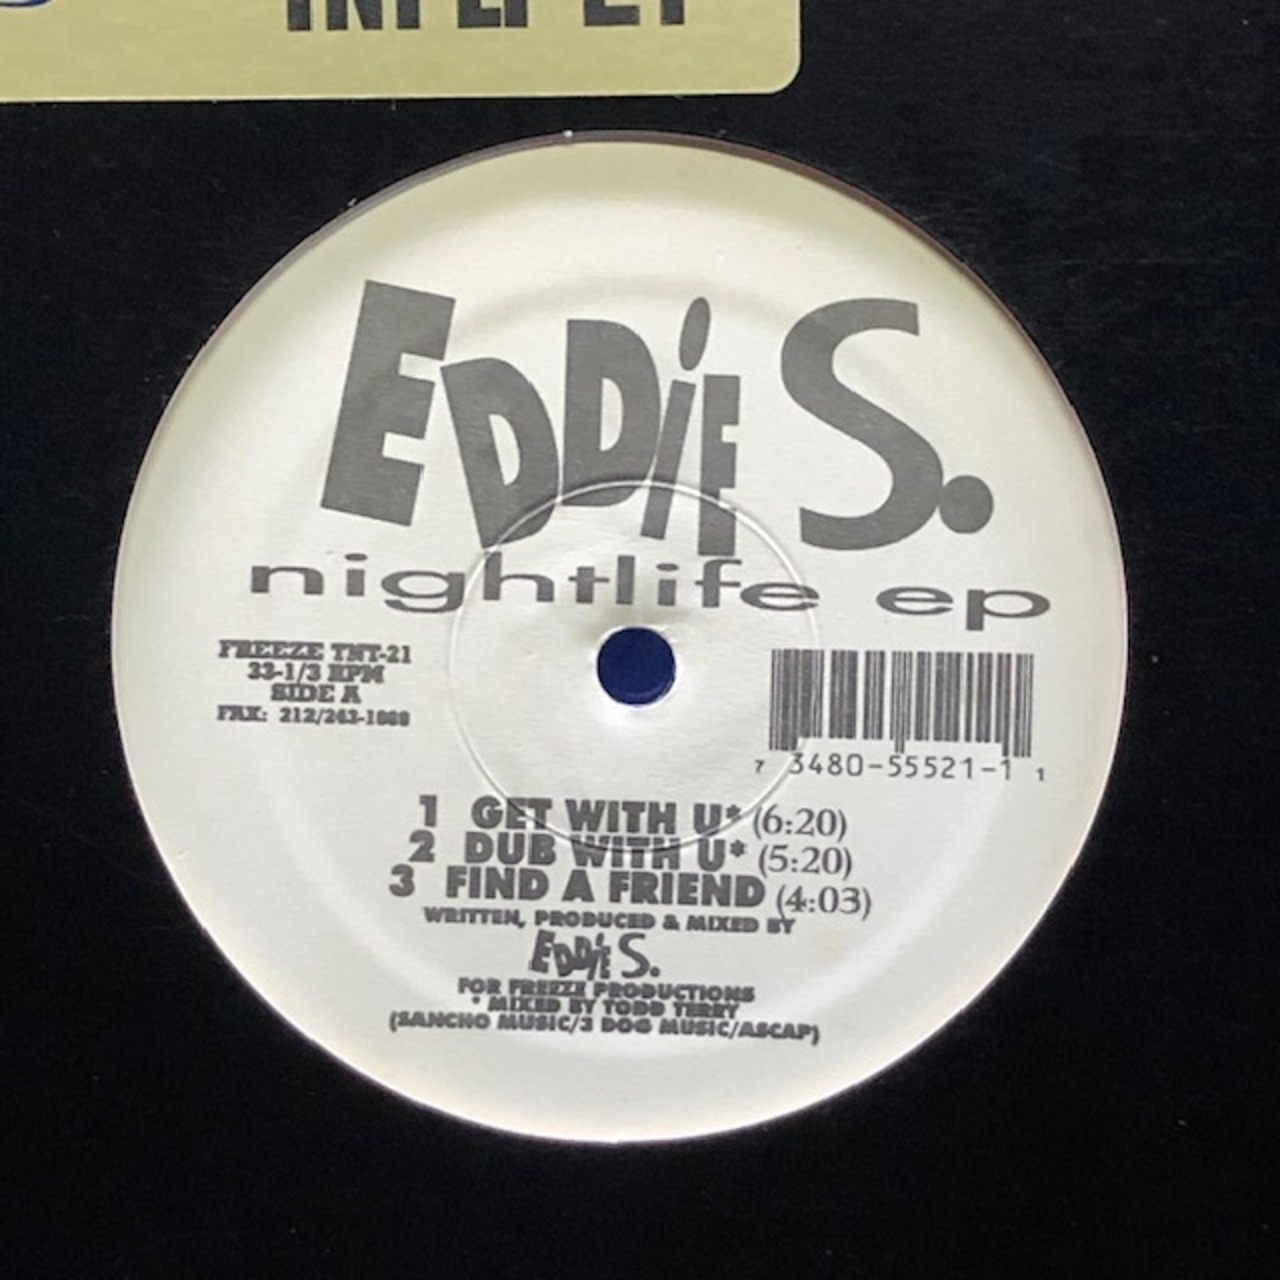 EDDiE S.
nightlife ep
FREEZE TNT-21
33-1/3 RPM
SIDE A
FAX: 212/243-1000
7 3480-55521-1 1
1 GET WITH U* (6:20)
2 DUB WITH U* (5:20)
3 FIND A FRIEND (4:03)
WRITTEN, PRODUCED & MIXED BY
EDDiE S.
FOR FREEZE PRODUCTIONS
* MIXED BY TODD TERRY
(SANCHO MUSIC/3 DOG MUSIC/ASCAP)